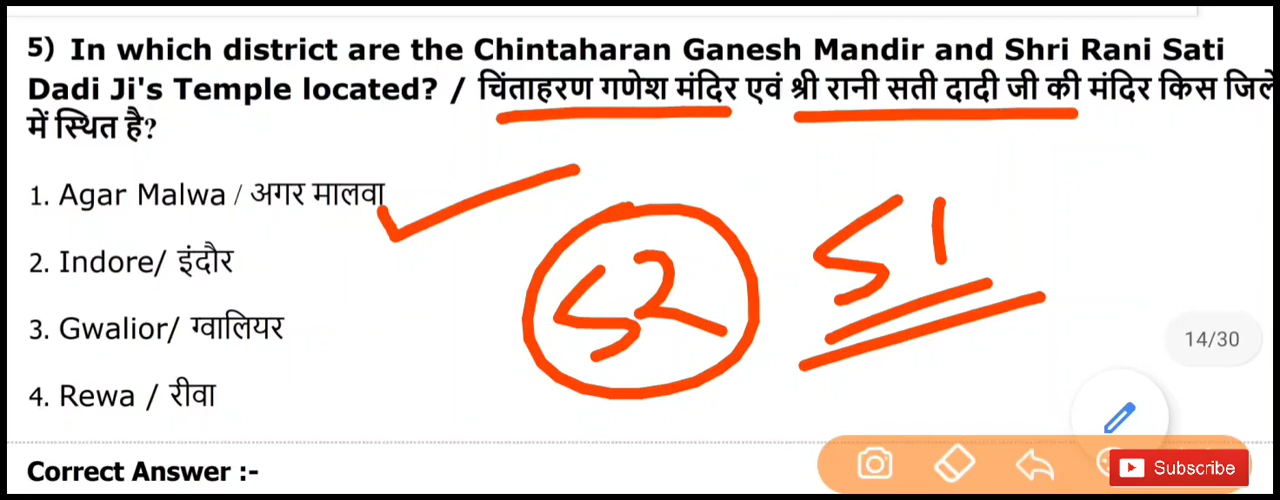 5) In which district are the Chintaharan Ganesh Mandir and Shri Rani Sati
Dadi Ji's Temple located? / चिंताहरण गणेश मंदिर एवं श्री रानी सती दादी जी की मंदिर किस जिले
में स्थित है?
1. Agar Malwa / अगर मालवा
2. Indore/ इंदौर
52 51
3. Gwalior/ ग्वालियर
14/30
4. Rewa / रीवा
Correct Answer :-
Subscribe